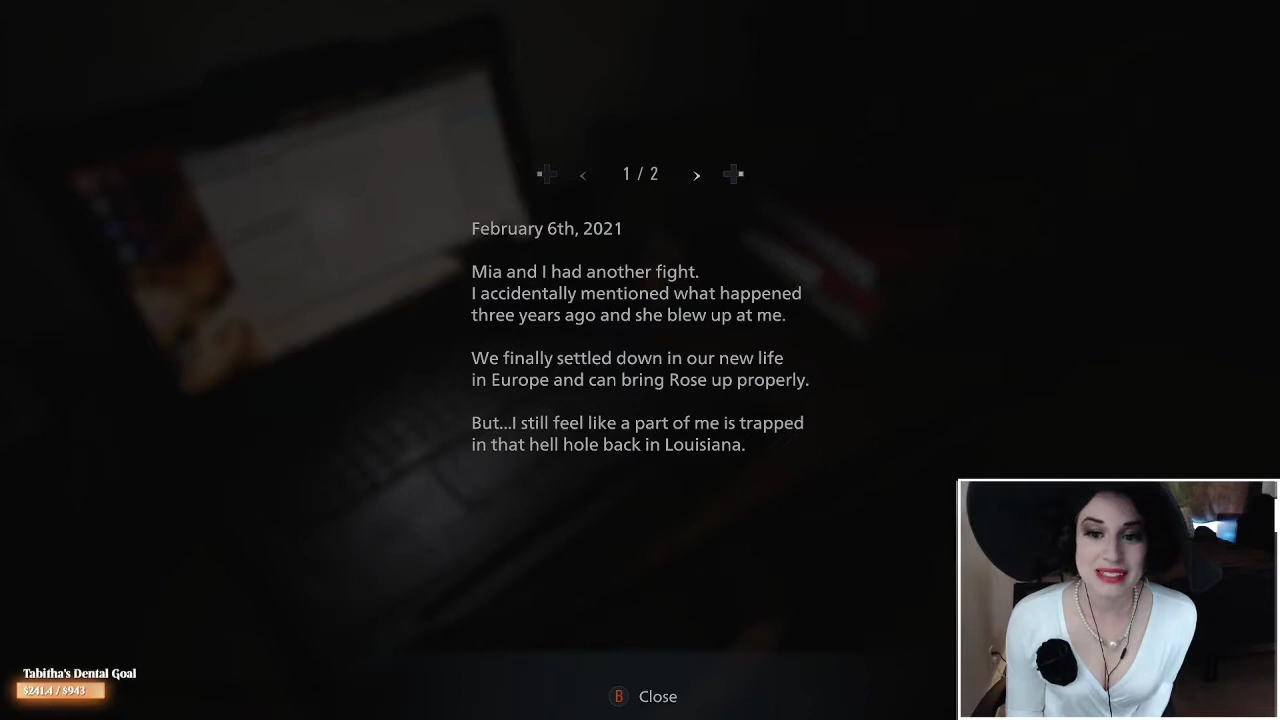 1 / 2
February 6th, 2021
Mia and I had another fight.
I accidentally mentioned what happened
three years ago and she blew up at me.
We finally settled down in our new life
in Europe and can bring Rose up properly.
But...I still feel like a part of me is trapped
in that hell hole back in Louisiana.
Tabitha's Dental Goal
$241.4 / $943
B Close